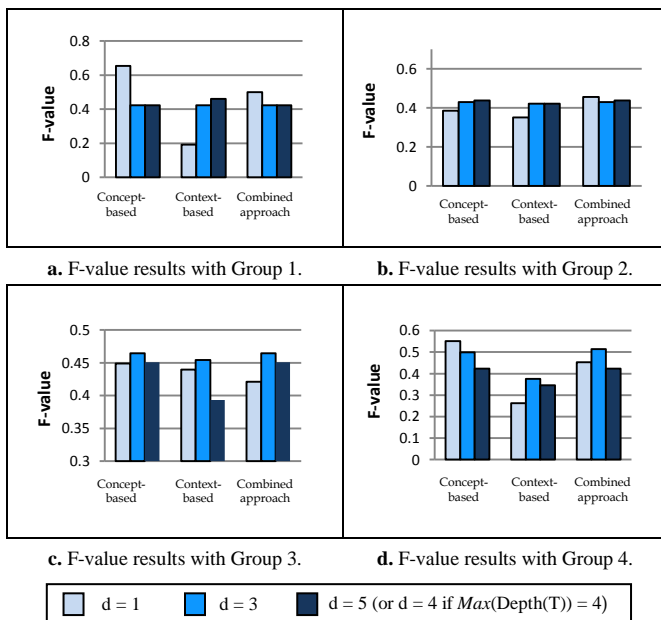 0.8
0.6
0.4
0.2
0
F-value
Concept-
based
Context-
based
Combined
approach
a. F-value results with Group 1.
0.6
0.4
0.2
0
F-value
Concept-
based
Context-
based
Combined
approach
b. F-value results with Group 2.
0.5
0.45
0.4
0.35
0.3
F-value
Concept-
based
Context-
based
Combined
approach
c. F-value results with Group 3.
0.6
0.5
0.4
0.3
0.2
0.1
0
F-value
Concept-
based
Context-
based
Combined
approach
d. F-value results with Group 4.
d = 1 d = 3 d = 5 (or d = 4 if Max(Depth(T)) = 4)